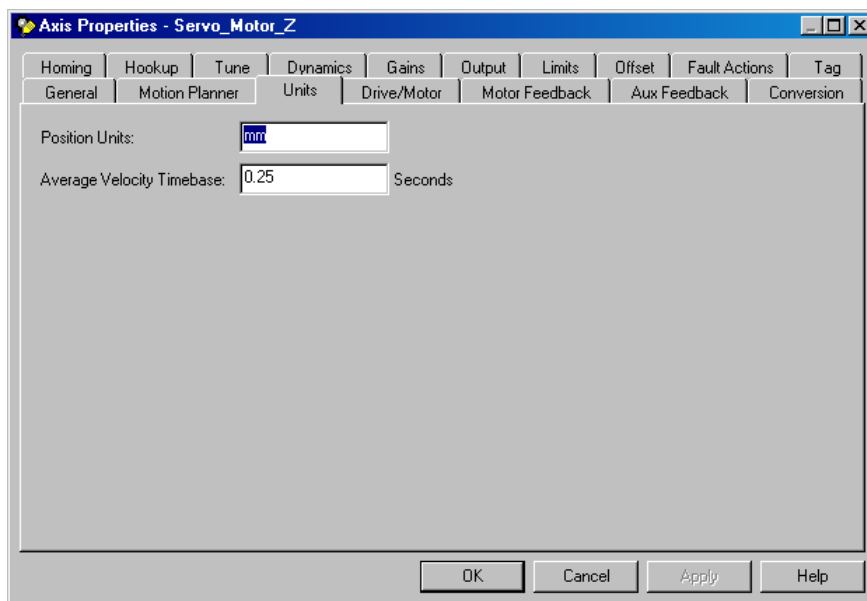 Axis Properties - Servo_Motor_Z
Homing Hookup Tune Dynamics Gains Output Limits Offset Fault Actions Tag
General Motion Planner Units Drive/Motor Motor Feedback Aux Feedback Conversion
Position Units: mm
Average Velocity Timebase: 0.25 Seconds
OK Cancel Apply Help